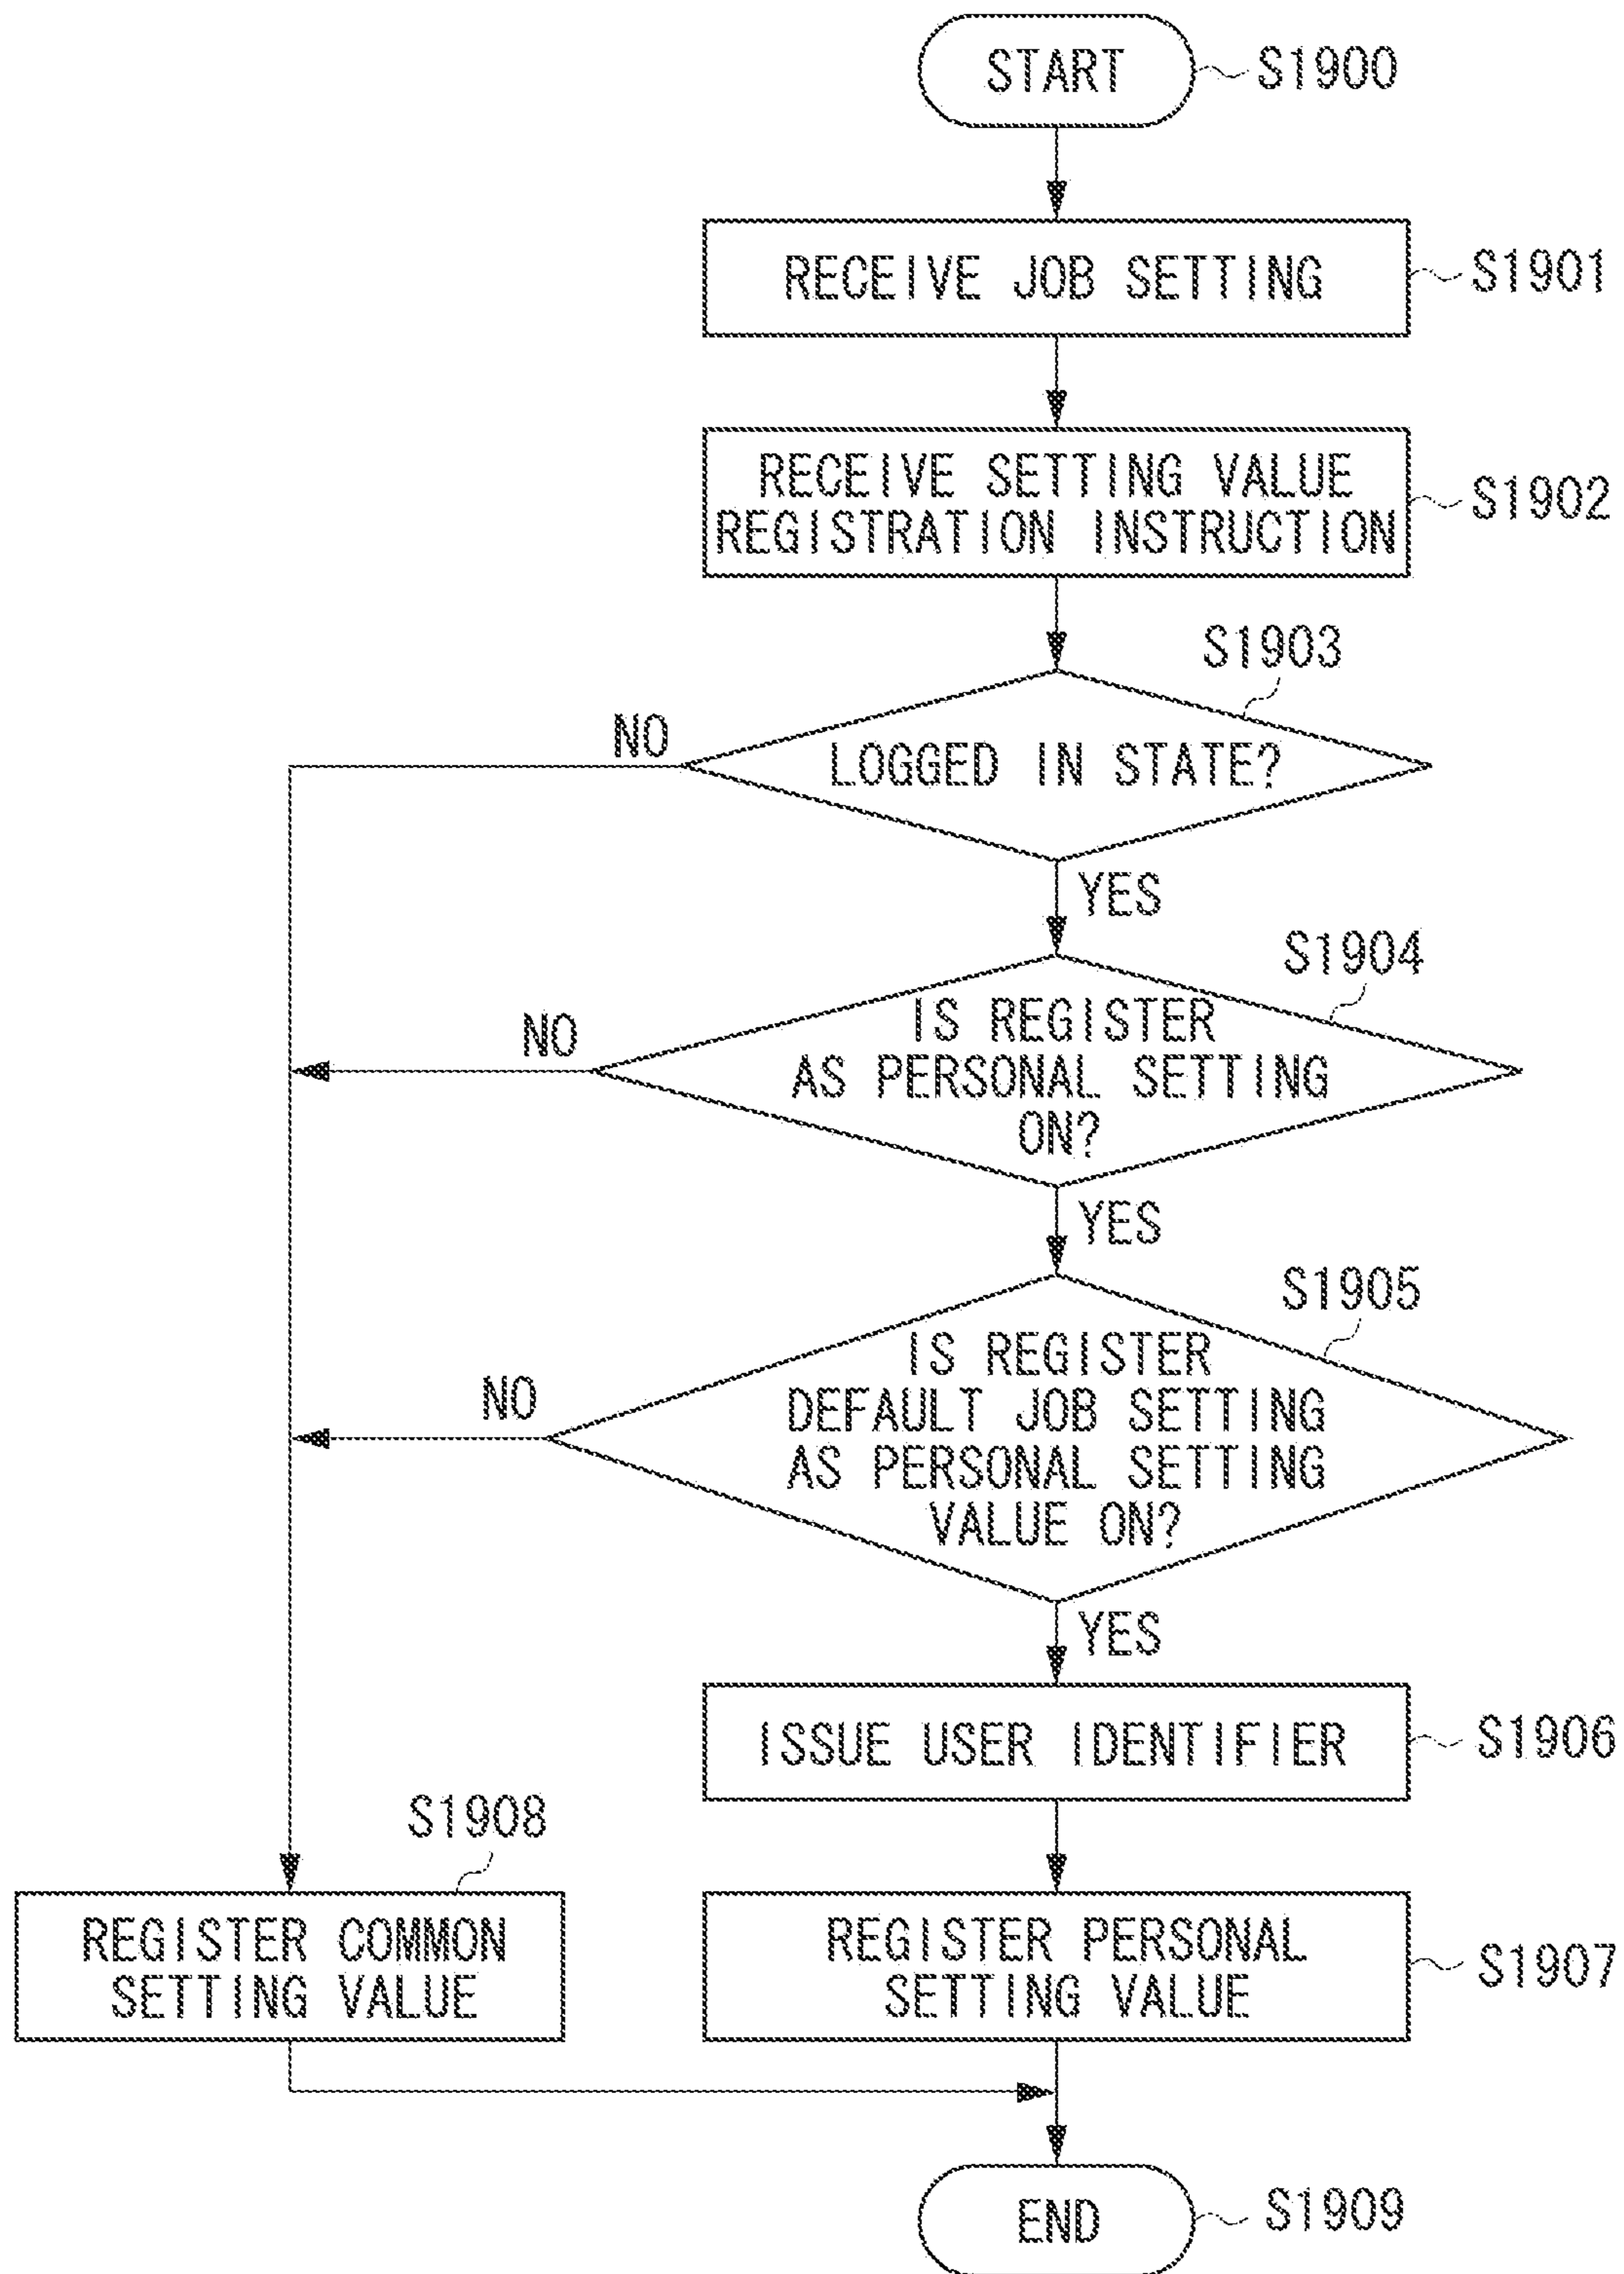 START
S1900
RECEIVE JOB SETTING
S1901
RECEIVE SETTING VALUE
REGISTRATION INSTRUCTION
S1902
S1903
LOGGED IN STATE?
NO
YES
S1904
IS REGISTER
AS PERSONAL SETTING
ON?
NO
YES
S1905
IS REGISTER
DEFAULT JOB SETTING
AS PERSONAL SETTING
VALUE ON?
NO
YES
ISSUE USER IDENTIFIER
S1906
S1908
REGISTER COMMON
SETTING VALUE
REGISTER PERSONAL
SETTING VALUE
S1907
END
S1909